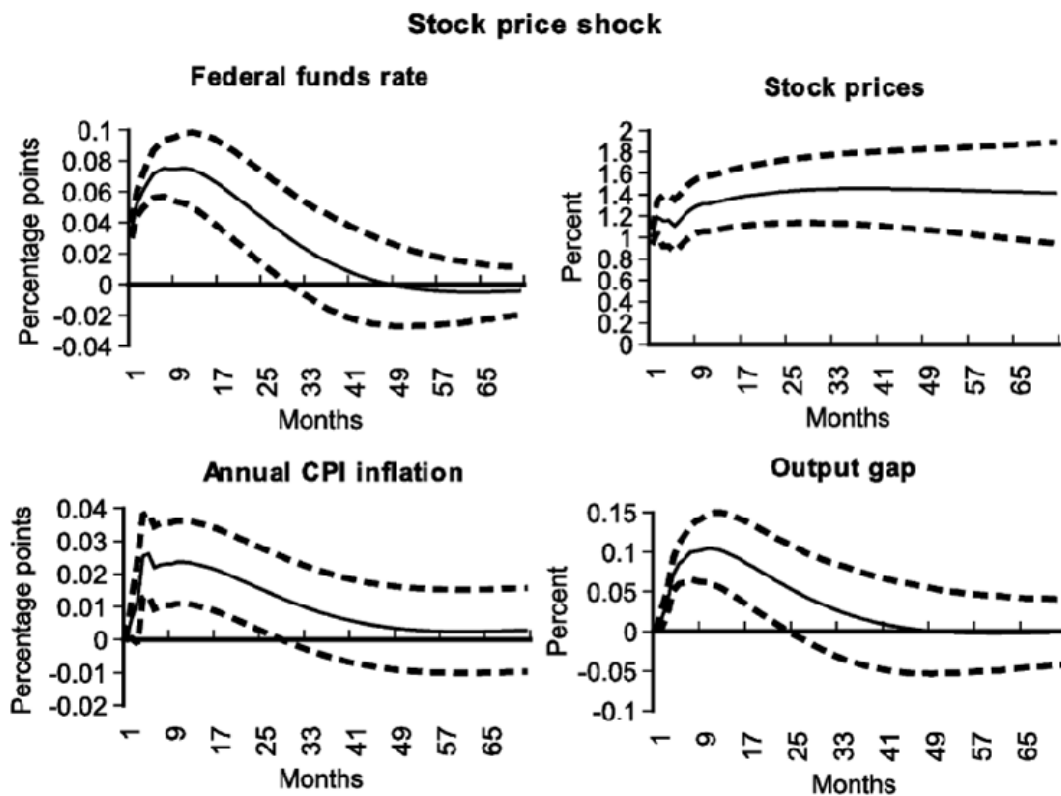 Stock price shock
Federal funds rate
Percentage points
0.1
0.08
0.06
0.04
0.02
0
-0.02
-0.04
1 9 17 25 33 41 49 57 65
Months
Stock prices
Percent
2
1.8
1.6
1.4
1.2
1
0.8
0.6
0.4
0.2
0
1 9 17 25 33 41 49 57 65
Months
Annual CPI inflation
Percentage points
0.04
0.03
0.02
0.01
0
-0.01
-0.02
1 9 17 25 33 41 49 57 65
Months
Output gap
Percent
0.15
0.1
0.05
0
-0.05
-0.1
1 9 17 25 33 41 49 57 65
Months